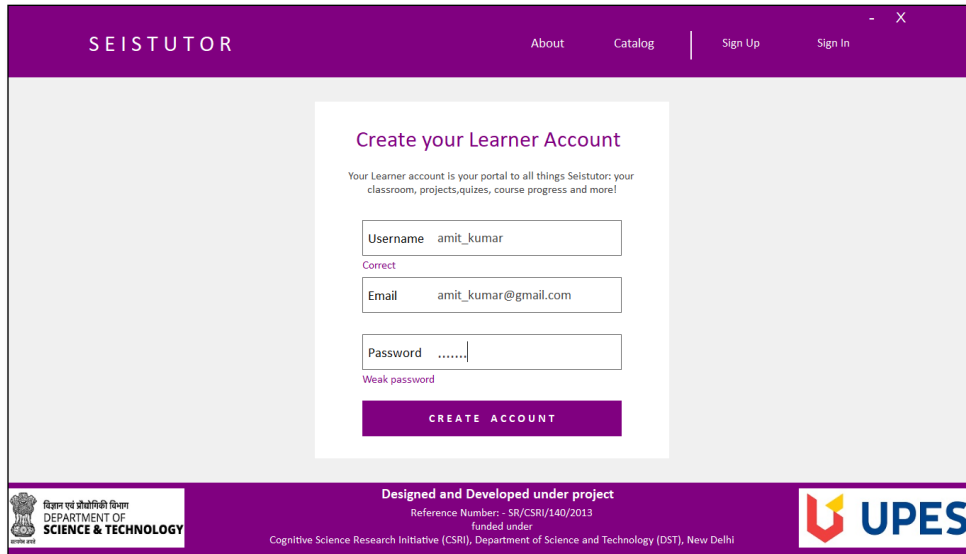 - X
SEISTUTOR About Catalog Sign Up Sign In
Create your Learner Account
Your Learner account is your portal to all things Seistutor: your
classroom, projects,quizes, course progress and more!
Username amit_kumar
Correct
Email amit_kumar@gmail.com
Password .......
Weak password
CREATE ACCOUNT
सत्यमेव जयते
विज्ञान एवं प्रौद्योगिकी विभाग
DEPARTMENT OF
SCIENCE & TECHNOLOGY
Designed and Developed under project
Reference Number: - SR/CSRI/140/2013
funded under
Cognitive Science Research Initiative (CSRI), Department of Science and Technology (DST), New Delhi
UPES